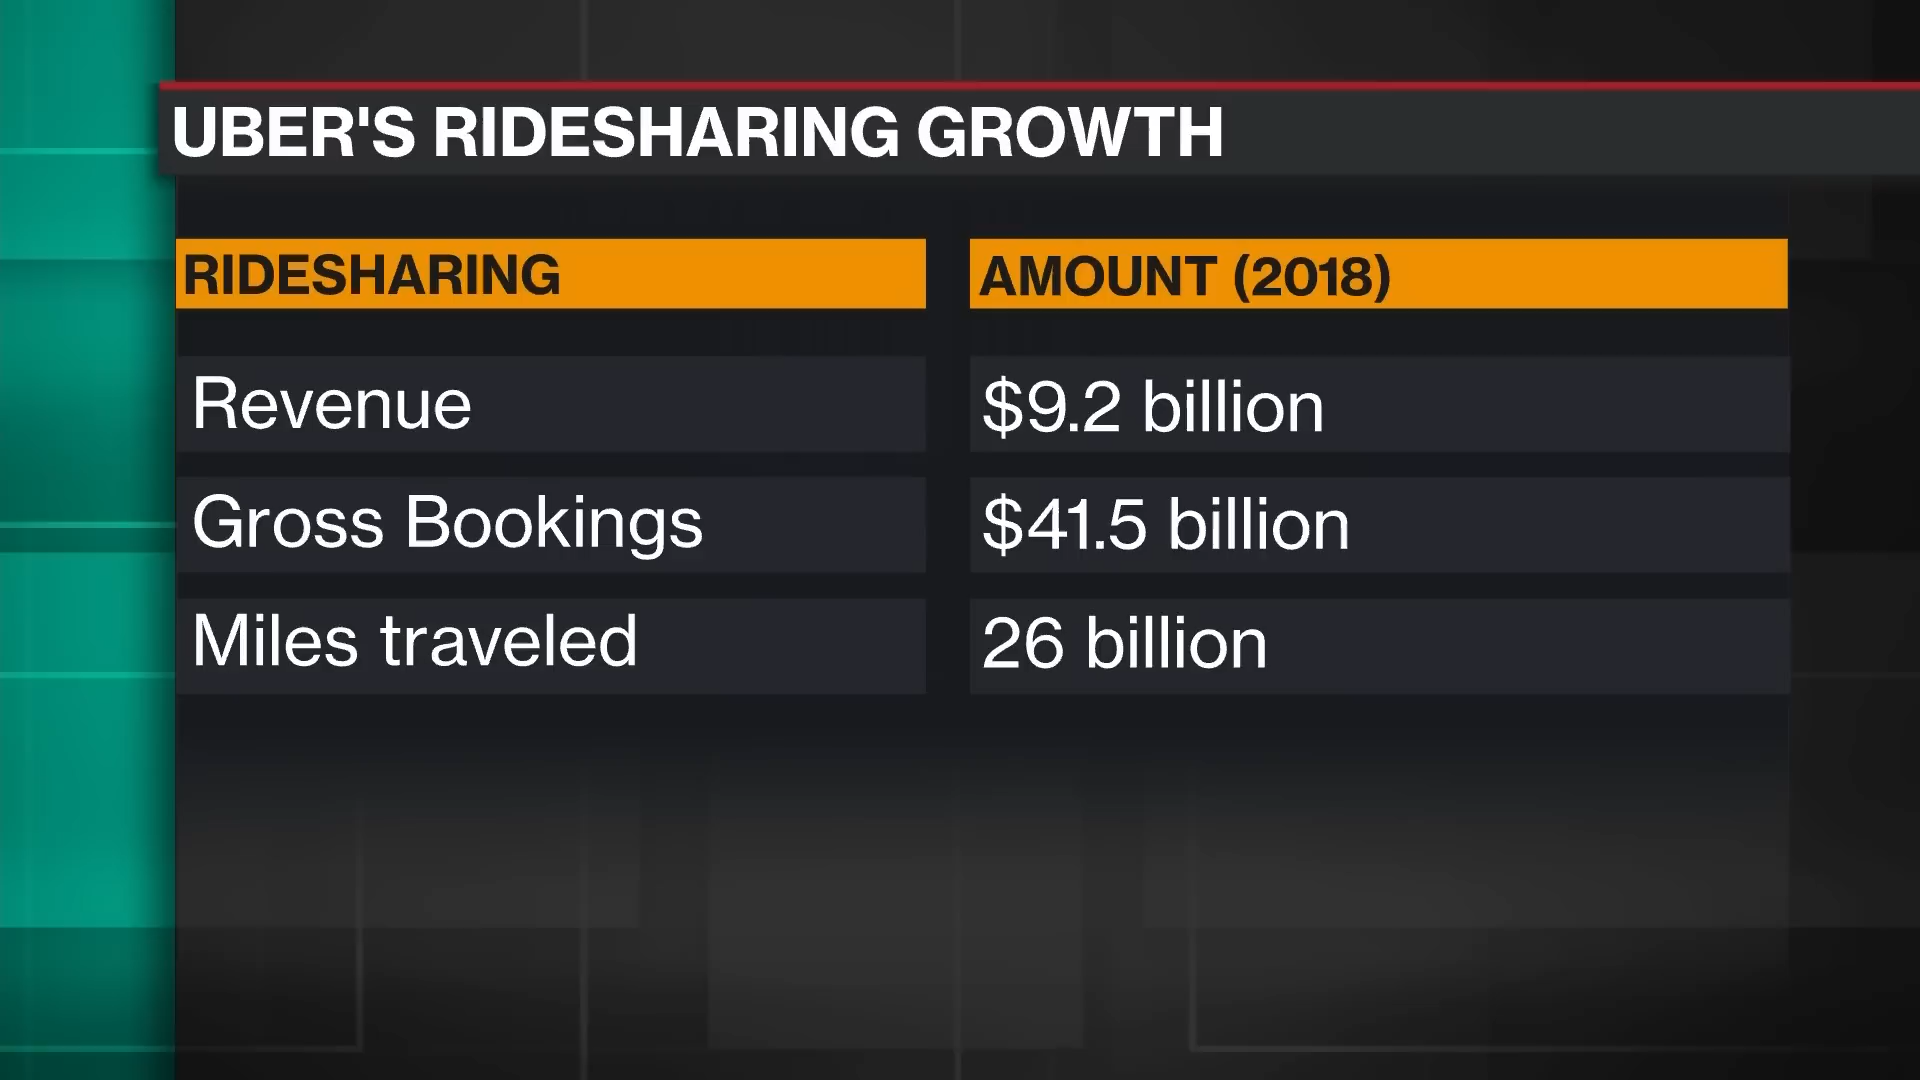 UBER'S RIDESHARING GROWTH
RIDESHARING AMOUNT (2018)
Revenue $9.2 billion
Gross Bookings $41.5 billion
Miles traveled 26 billion